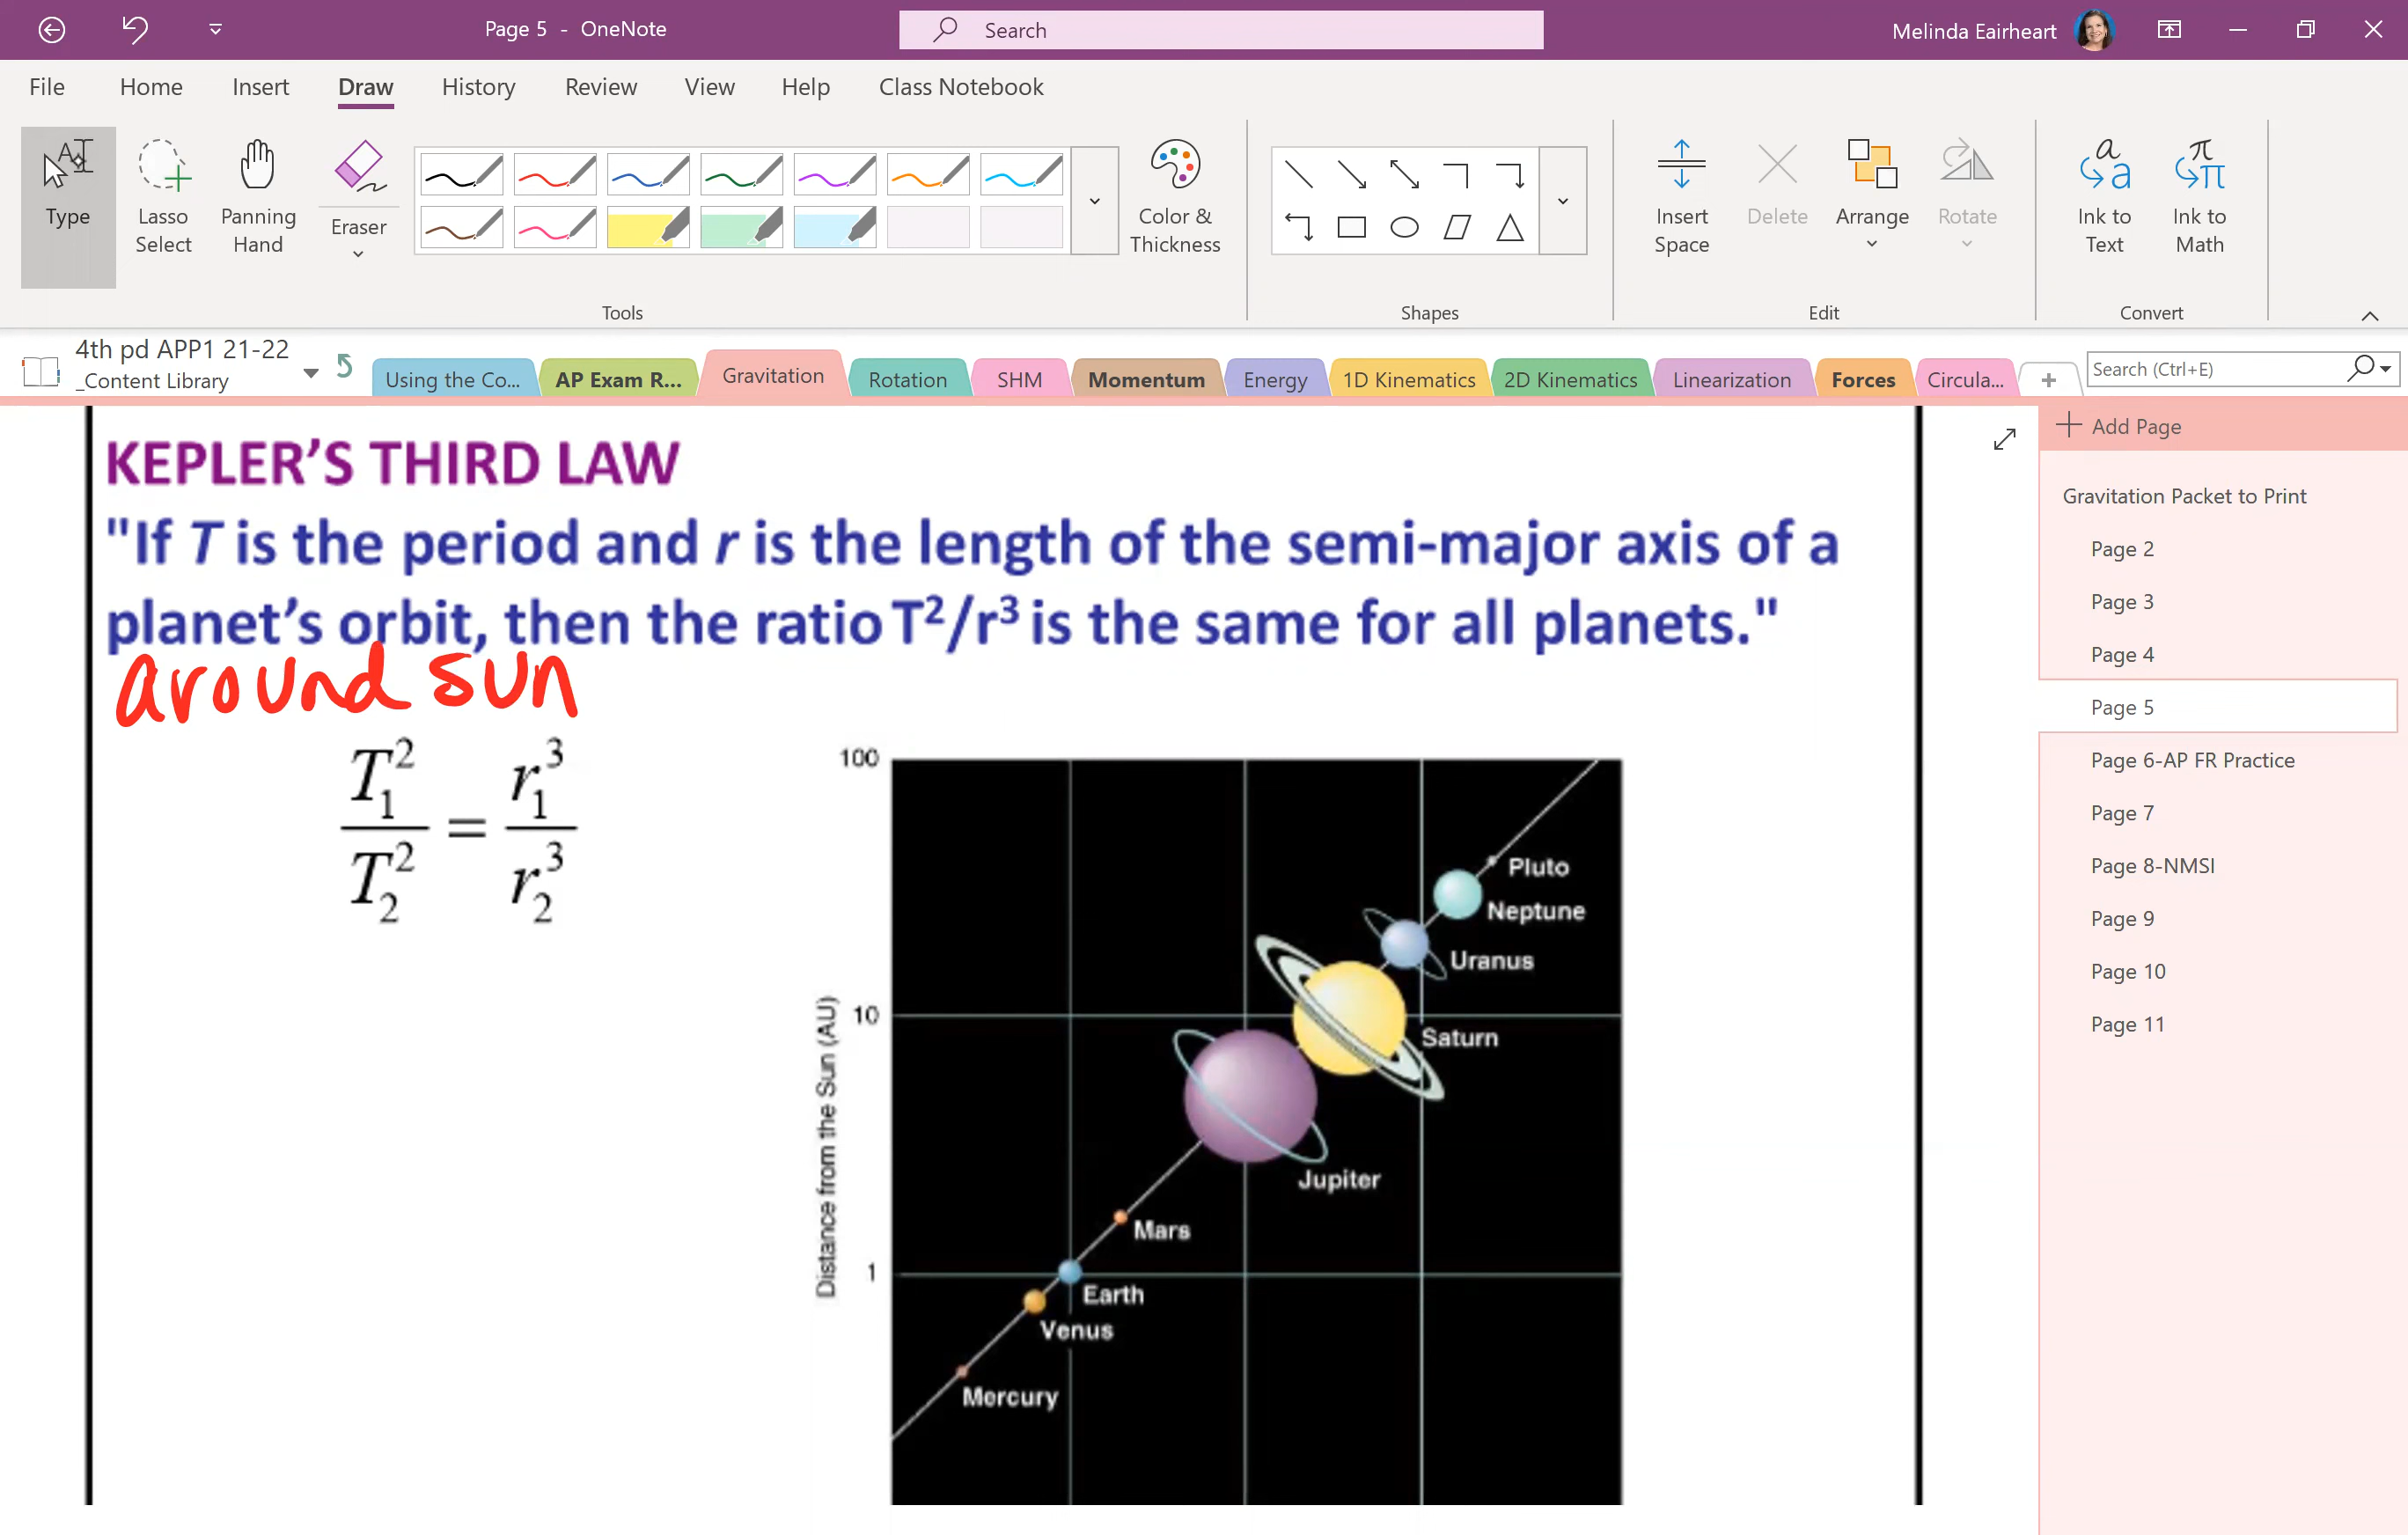 Page 5 - OneNote
Search
Melinda Eairheart
File Home Insert Draw History Review View Help Class Notebook
Type
Lasso Select
Panning Hand
Eraser
Color & Thickness
Insert Space
Delete
Arrange
Rotate
Ink to Text
Ink to Math
Tools Shapes Edit Convert
4th pd APP1 21-22
_Content Library
Using the Co... AP Exam R... Gravitation Rotation SHM Momentum Energy 1D Kinematics 2D Kinematics Linearization Forces Circula... +
Search (Ctrl+E)
KEPLER'S THIRD LAW
"If T is the period and r is the length of the semi-major axis of a
planet's orbit, then the ratio T²/r³ is the same for all planets."
around sun
T₁²/T₂² = r₁³/r₂³
100
10
1
Distance from the Sun (AU)
Pluto
Neptune
Uranus
Saturn
Jupiter
Mars
Earth
Venus
Mercury
Add Page
Gravitation Packet to Print
Page 2
Page 3
Page 4
Page 5
Page 6-AP FR Practice
Page 7
Page 8-NMSI
Page 9
Page 10
Page 11